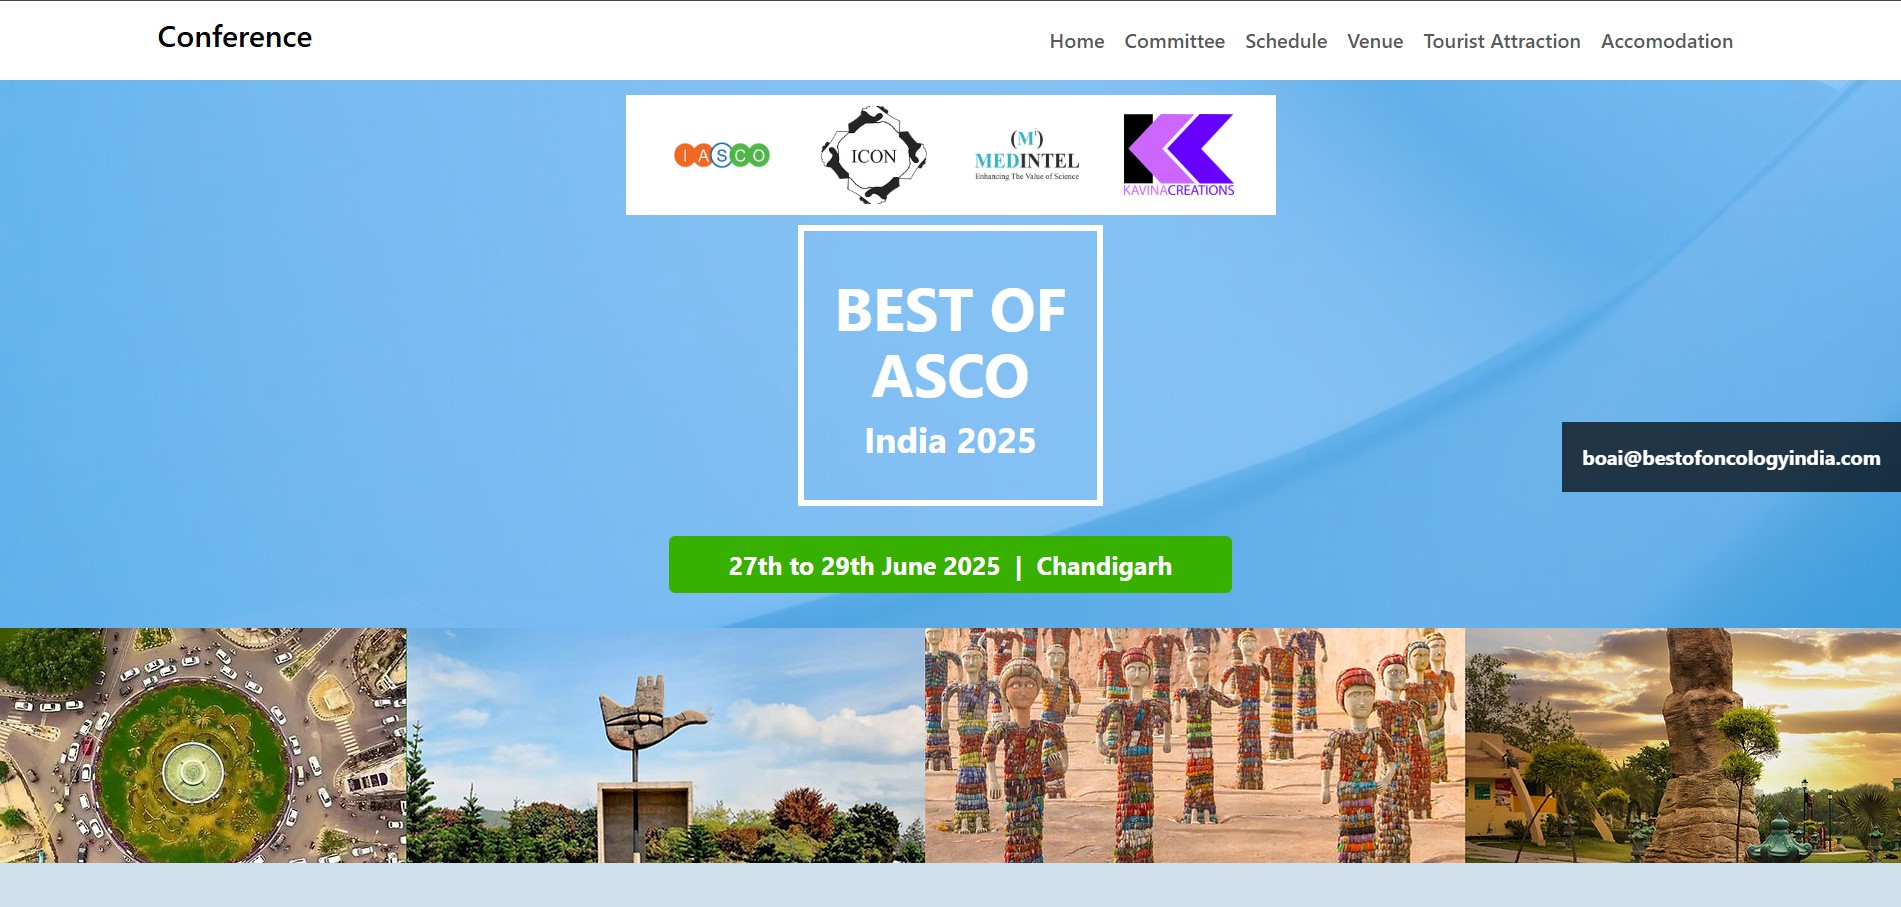 Conference
Home Committee Schedule Venue Tourist Attraction Accomodation
IASCO
ICON
(Mi)
MEDINTEL
Enhancing The Value of Science
KAVINACREATIONS
BEST OF
ASCO
India 2025
boai@bestofoncologyindia.com
27th to 29th June 2025 | Chandigarh